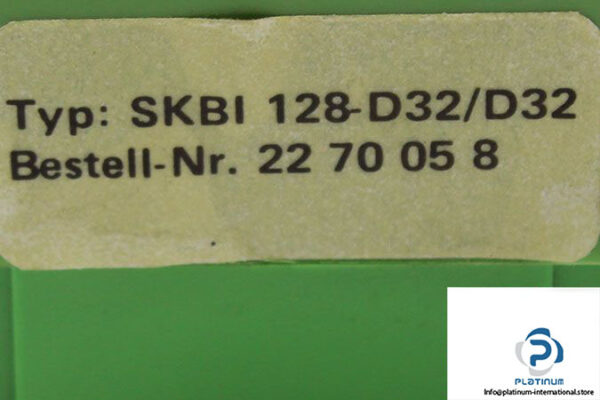 Typ: SKBI 128-D32/D32
Bestell-Nr. 22 70 05 8
PLATINUM
Info@platinum-international.store